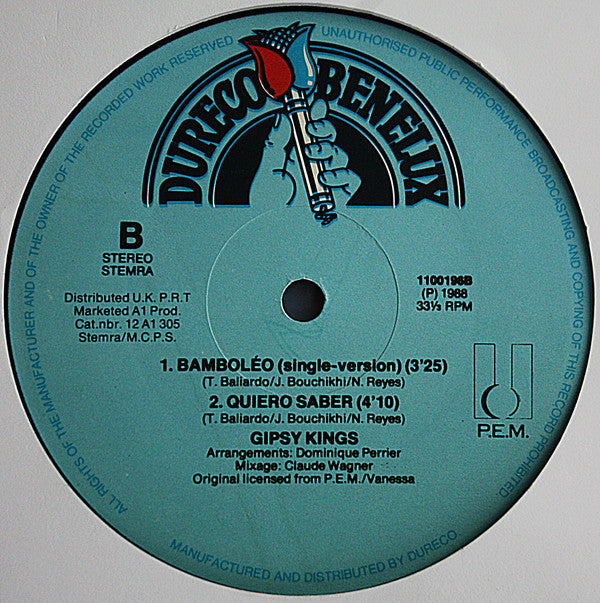 ALL RIGHTS OF THE MANUFACTURER AND OF THE OWNER OF THE RECORDED WORK RESERVED
UNAUTHORISED PUBLIC PERFORMANCE BROADCASTING AND COPYING OF THIS RECORD PROHIBITED
DURECO BENELUX
B
STEREO
STEMRA
Distributed U.K. P.R.T
Marketed A1 Prod.
Cat.nbr. 12 A1 305
Stemra/M.C.P.S.
1100196B
(P) 1988
33⅓ RPM
1. BAMBOLÉO (single-version) (3'25)
(T. Baliardo/J. Bouchikhi/N. Reyes)
2. QUIERO SABER (4'10)
(T. Baliardo/J. Bouchikhi/N. Reyes)
GIPSY KINGS
Arrangements: Dominique Perrier
Mixage: Claude Wagner
Original licensed from P.E.M./Vanessa
P.E.M.
MANUFACTURED AND DISTRIBUTED BY DURECO